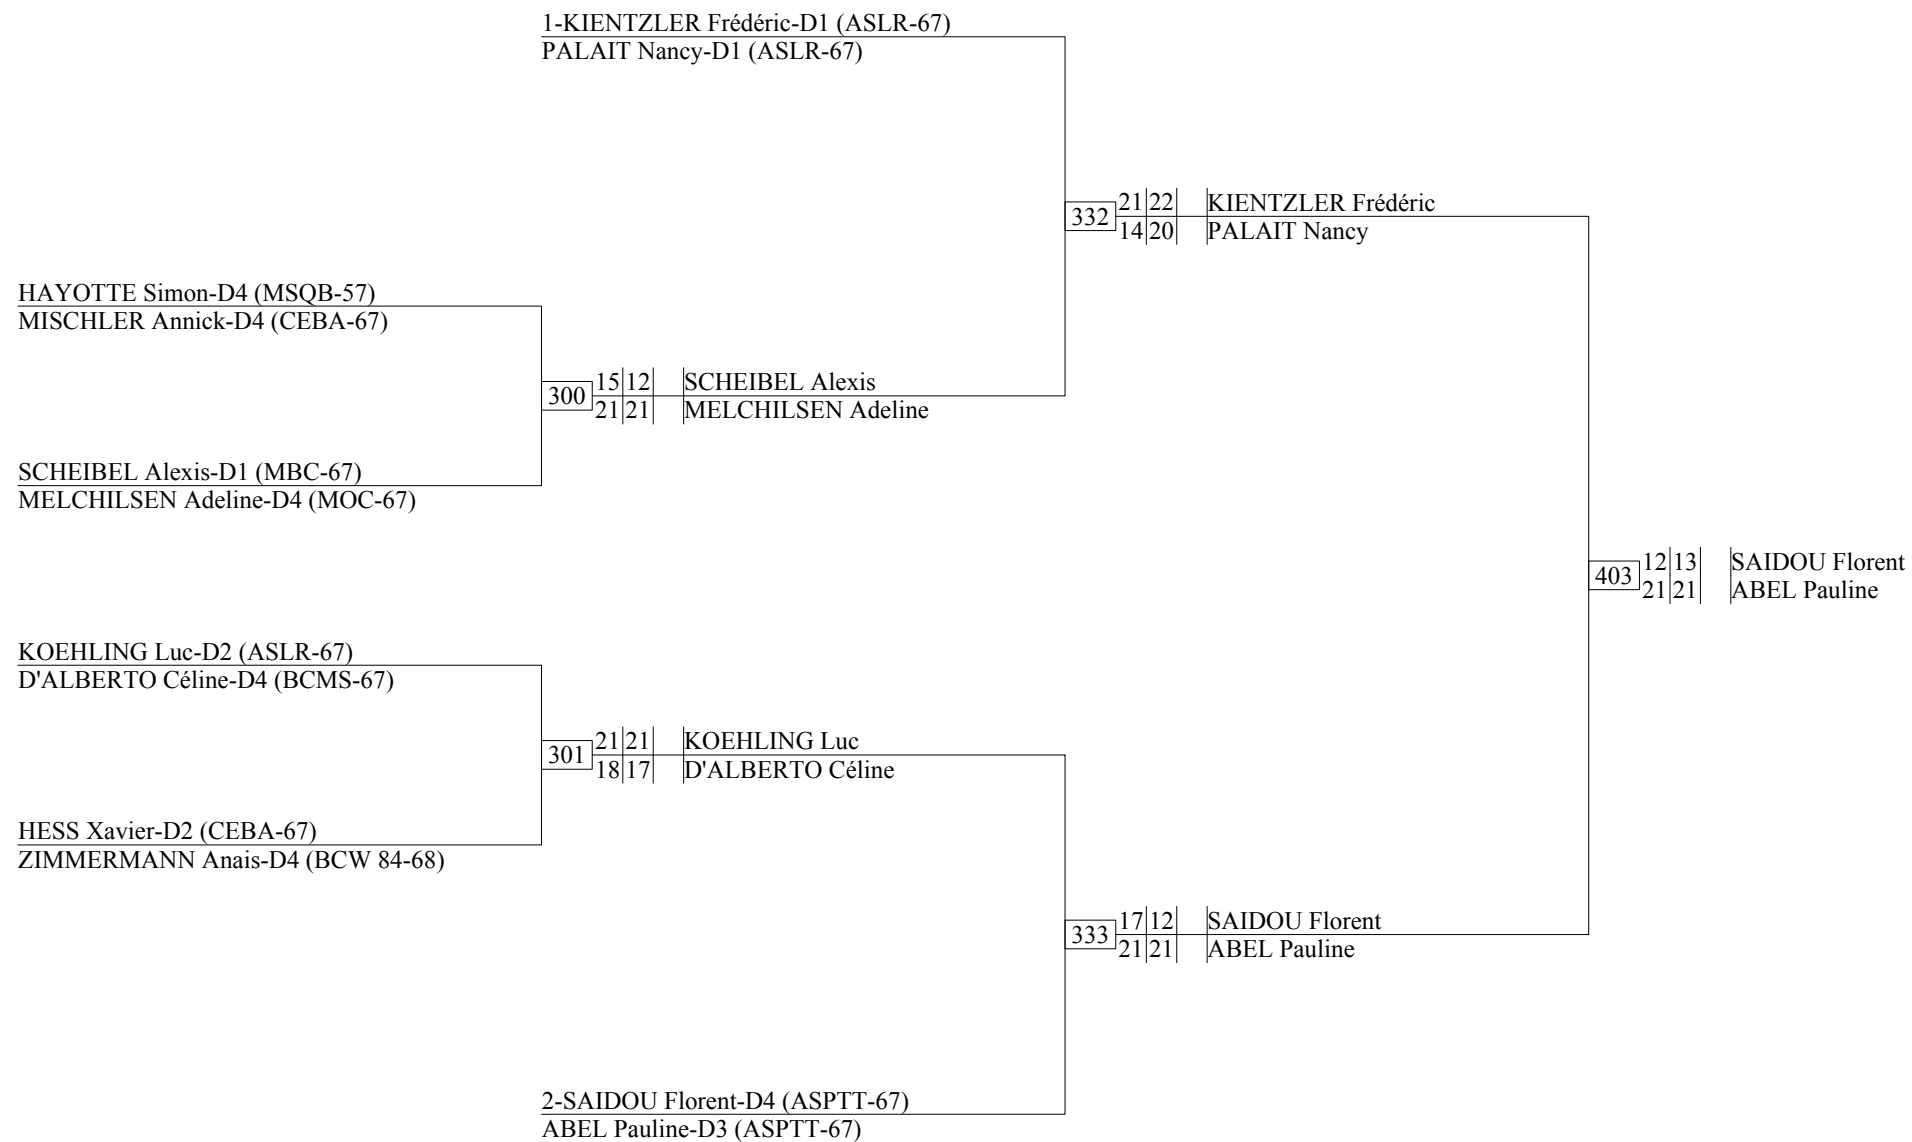 1-KIENTZLER Frédéric-D1 (ASLR-67)
PALAIT Nancy-D1 (ASLR-67)
332 21 22 KIENTZLER Frédéric
14 20 PALAIT Nancy
HAYOTTE Simon-D4 (MSQB-57)
MISCHLER Annick-D4 (CEBA-67)
300 15 12 SCHEIBEL Alexis
21 21 MELCHILSEN Adeline
SCHEIBEL Alexis-D1 (MBC-67)
MELCHILSEN Adeline-D4 (MOC-67)
403 12 13 SAIDOU Florent
21 21 ABEL Pauline
KOEHLING Luc-D2 (ASLR-67)
D'ALBERTO Céline-D4 (BCMS-67)
301 21 21 KOEHLING Luc
18 17 D'ALBERTO Céline
HESS Xavier-D2 (CEBA-67)
ZIMMERMANN Anais-D4 (BCW 84-68)
333 17 12 SAIDOU Florent
21 21 ABEL Pauline
2-SAIDOU Florent-D4 (ASPTT-67)
ABEL Pauline-D3 (ASPTT-67)